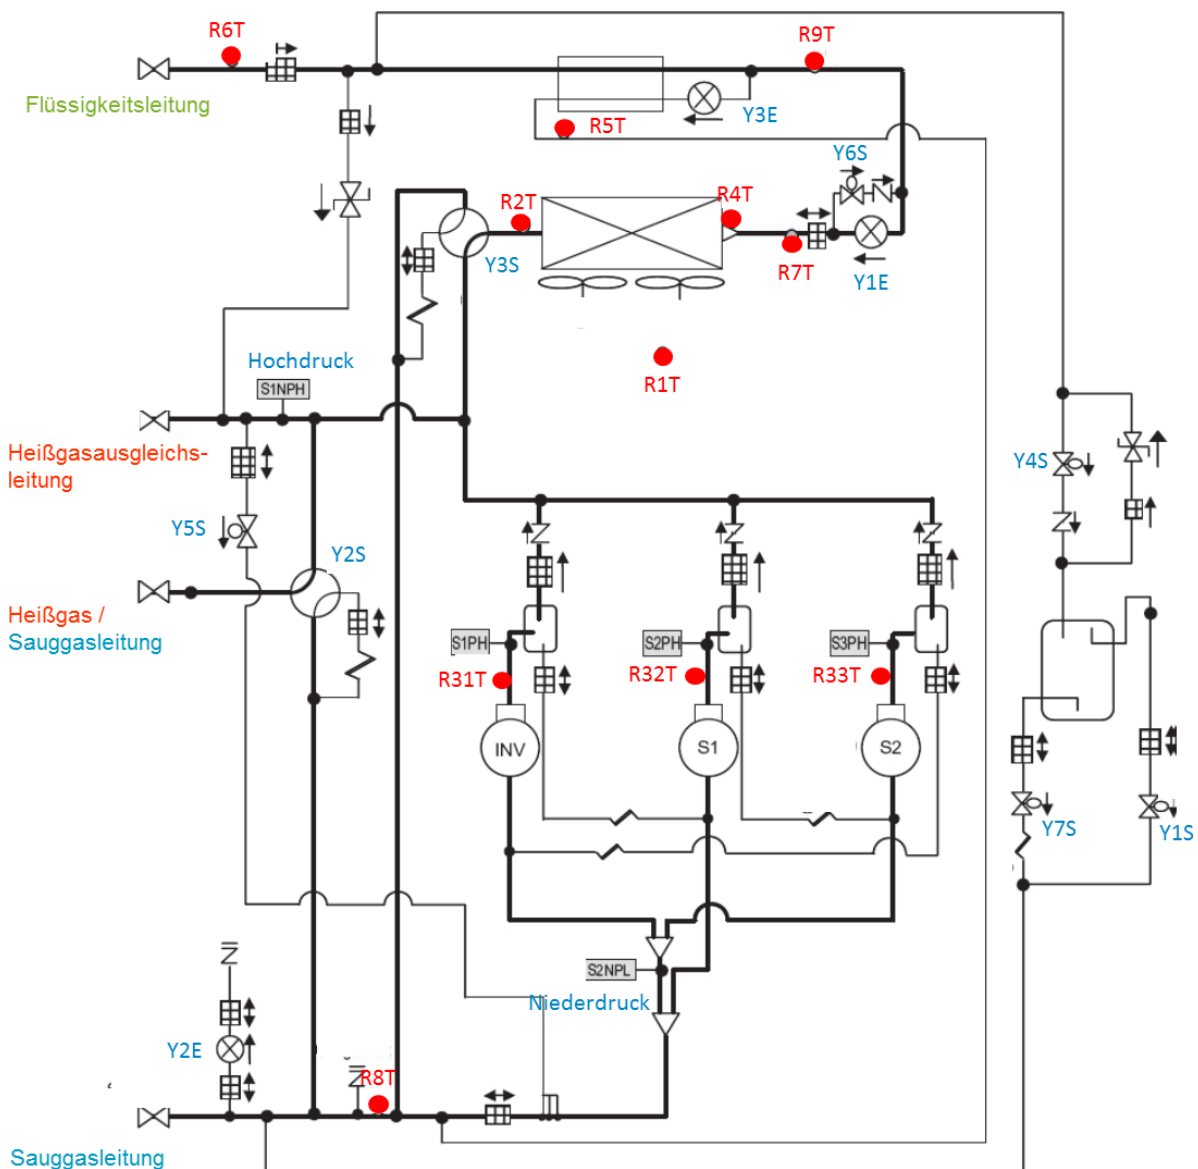 R6T
R9T
Flüssigkeitsleitung
Y3E
R5T
Y6S
R2T
R4T
Y3S
R7T
Y1E
Hochdruck
R1T
S1NPH
Heißgasausgleichs-
leitung
Y4S
Y5S
Y2S
Heißgas /
Sauggasleitung
S1PH
S2PH
S3PH
R31T
R32T
R33T
INV
S1
S2
Y7S
Y1S
S2NPL
Niederdruck
Y2E
R8T
Sauggasleitung